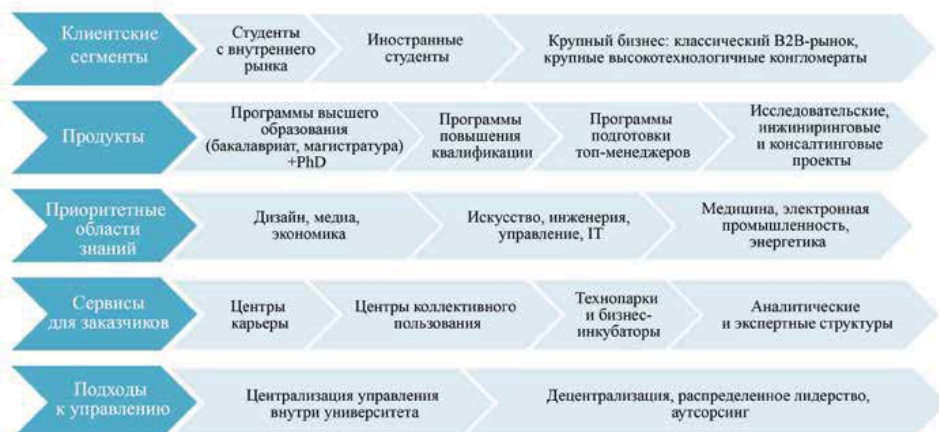 Клиентские
сегменты
Студенты
с внутреннего
рынка
Иностранные
студенты
Крупный бизнес: классический B2B-рынок,
крупные высокотехнологичные конгломераты
Продукты
Программы высшего
образования
(бакалавриат, магистратура)
+PhD
Программы
повышения
квалификации
Программы
подготовки
топ-менеджеров
Исследовательские,
инжиниринговые
и консалтинговые
проекты
Приоритетные
области
знаний
Дизайн, медиа,
экономика
Искусство, инженерия,
управление, IT
Медицина, электронная
промышленность,
энергетика
Сервисы
для заказчиков
Центры
карьеры
Центры коллективного
пользования
Технопарки
и бизнес-
инкубаторы
Аналитические
и экспертные структуры
Подходы
к управлению
Централизация управления
внутри университета
Децентрализация, распределенное лидерство,
аутсорсинг